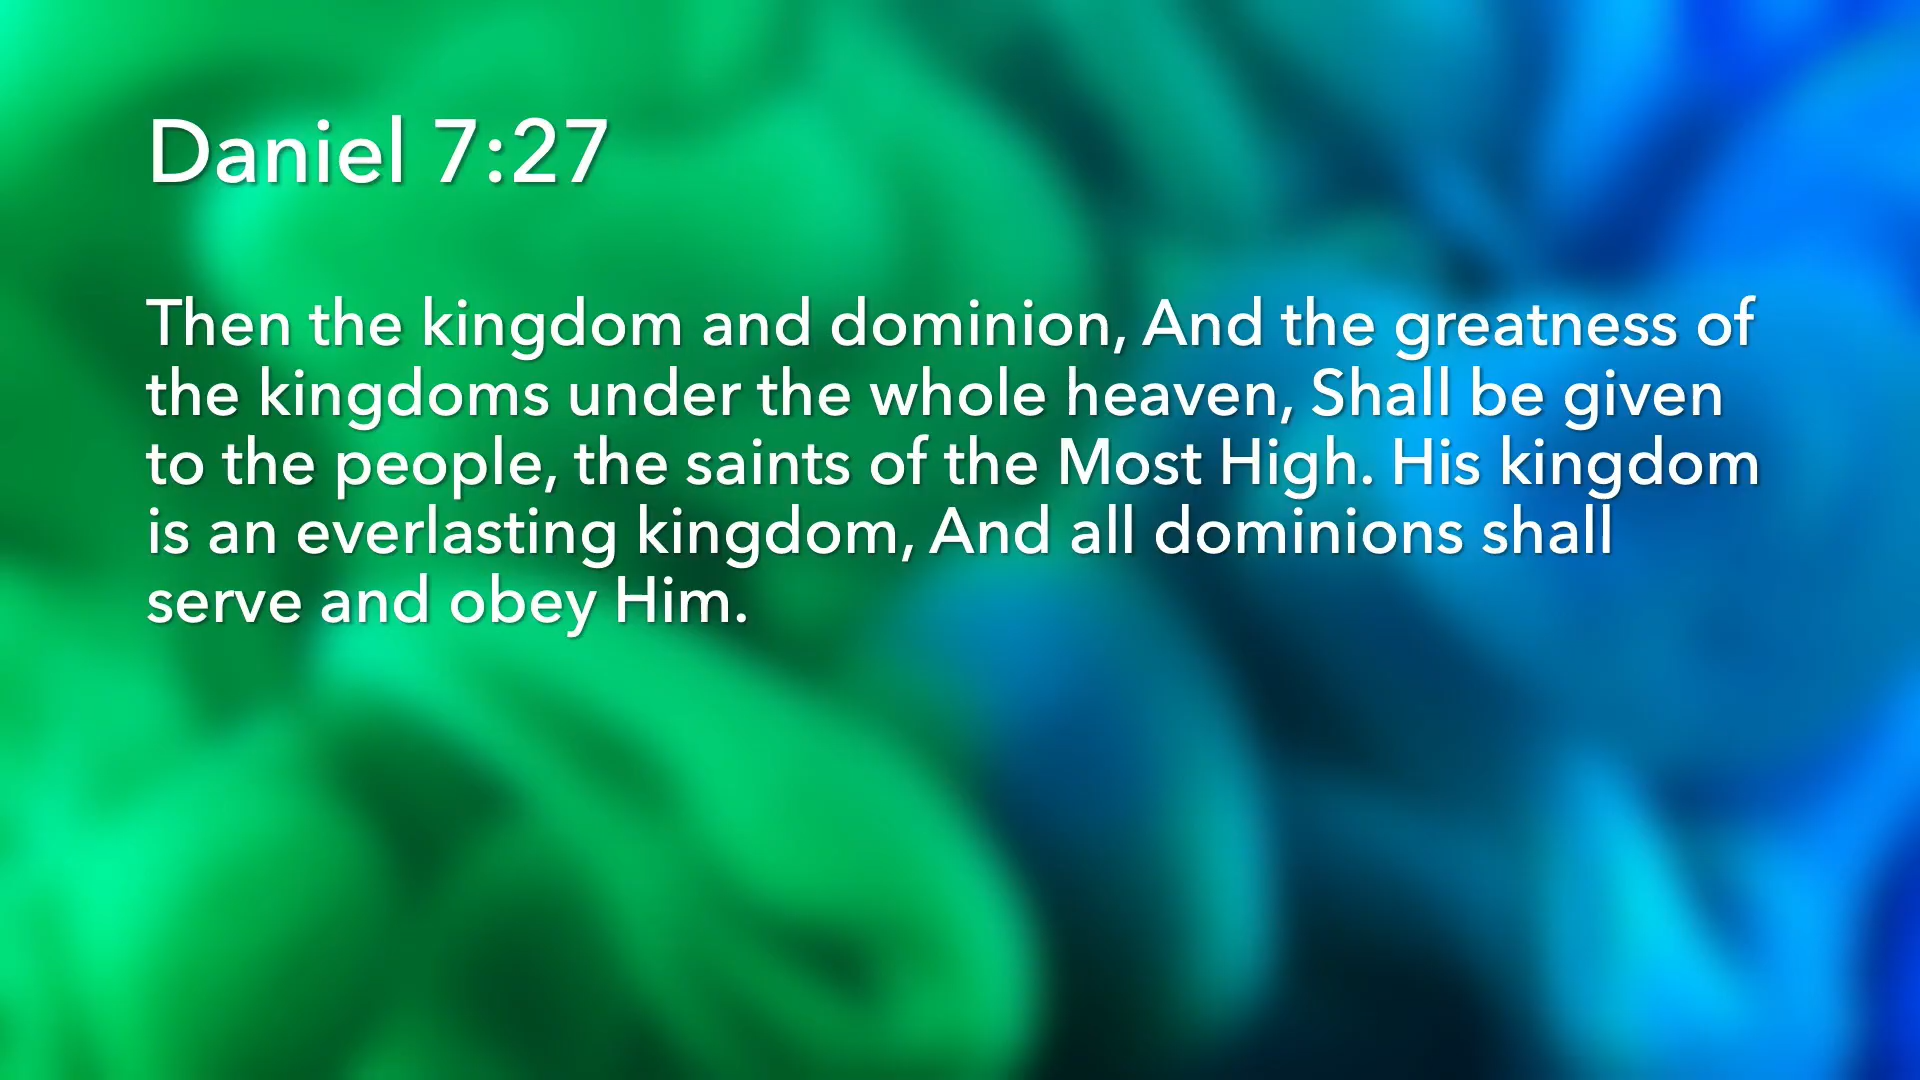 Daniel 7:27
Then the kingdom and dominion, And the greatness of
the kingdoms under the whole heaven, Shall be given
to the people, the saints of the Most High. His kingdom
is an everlasting kingdom, And all dominions shall
serve and obey Him.